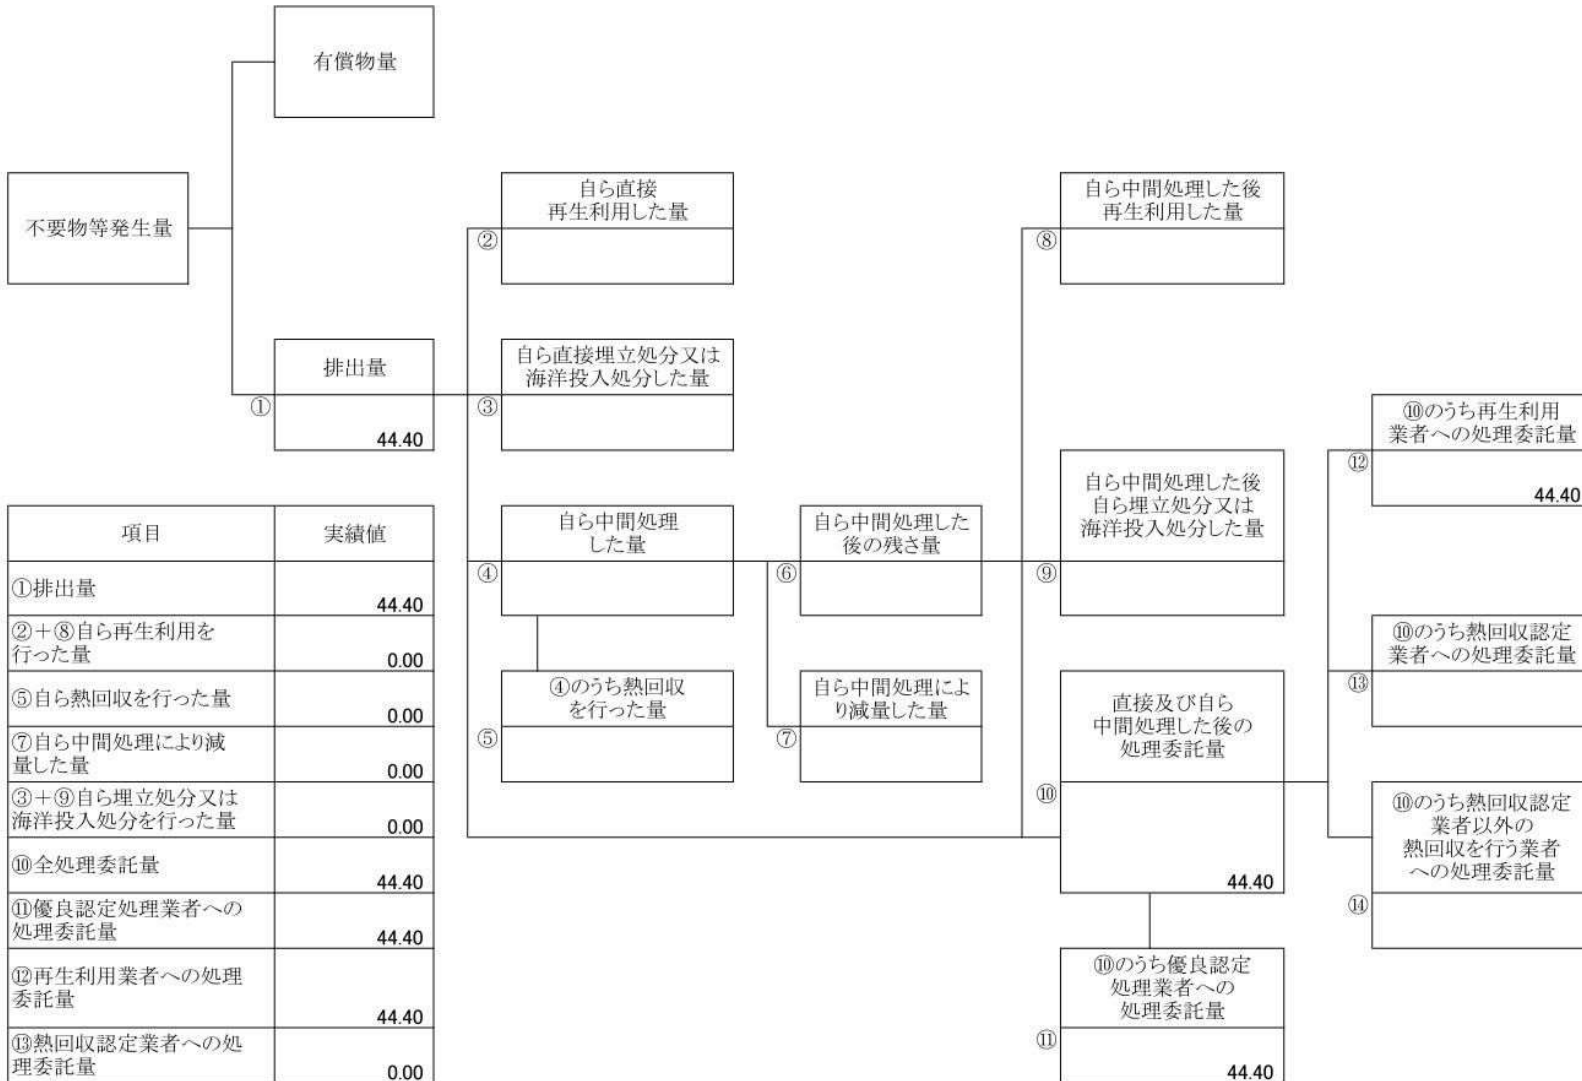 有償物量
不要物等発生量
自ら直接
再生利用した量
②
自ら中間処理した後
再生利用した量
⑧
排出量
①
44.40
自ら直接埋立処分又は
海洋投入処分した量
③
⑩のうち再生利用
業者への処理委託量
⑫
44.40
自ら中間処理した後
自ら埋立処分又は
海洋投入処分した量
⑨
自ら中間処理
した量
④
自ら中間処理した
後の残さ量
⑥
⑩のうち熱回収認定
業者への処理委託量
⑬
④のうち熱回収
を行った量
⑤
自ら中間処理によ
り減量した量
⑦
直接及び自ら
中間処理した後の
処理委託量
⑩
44.40
⑩のうち熱回収認定
業者以外の
熱回収を行う業者
への処理委託量
⑭
⑩のうち優良認定
処理業者への
処理委託量
⑪
44.40
項目 実績値
①排出量
44.40
②+⑧自ら再生利用を
行った量
0.00
⑤自ら熱回収を行った量
0.00
⑦自ら中間処理により減
量した量
0.00
③+⑨自ら埋立処分又は
海洋投入処分を行った量
0.00
⑩全処理委託量
44.40
⑪優良認定処理業者への
処理委託量
44.40
⑫再生利用業者への処理
委託量
44.40
⑬熱回収認定業者への処
理委託量
0.00